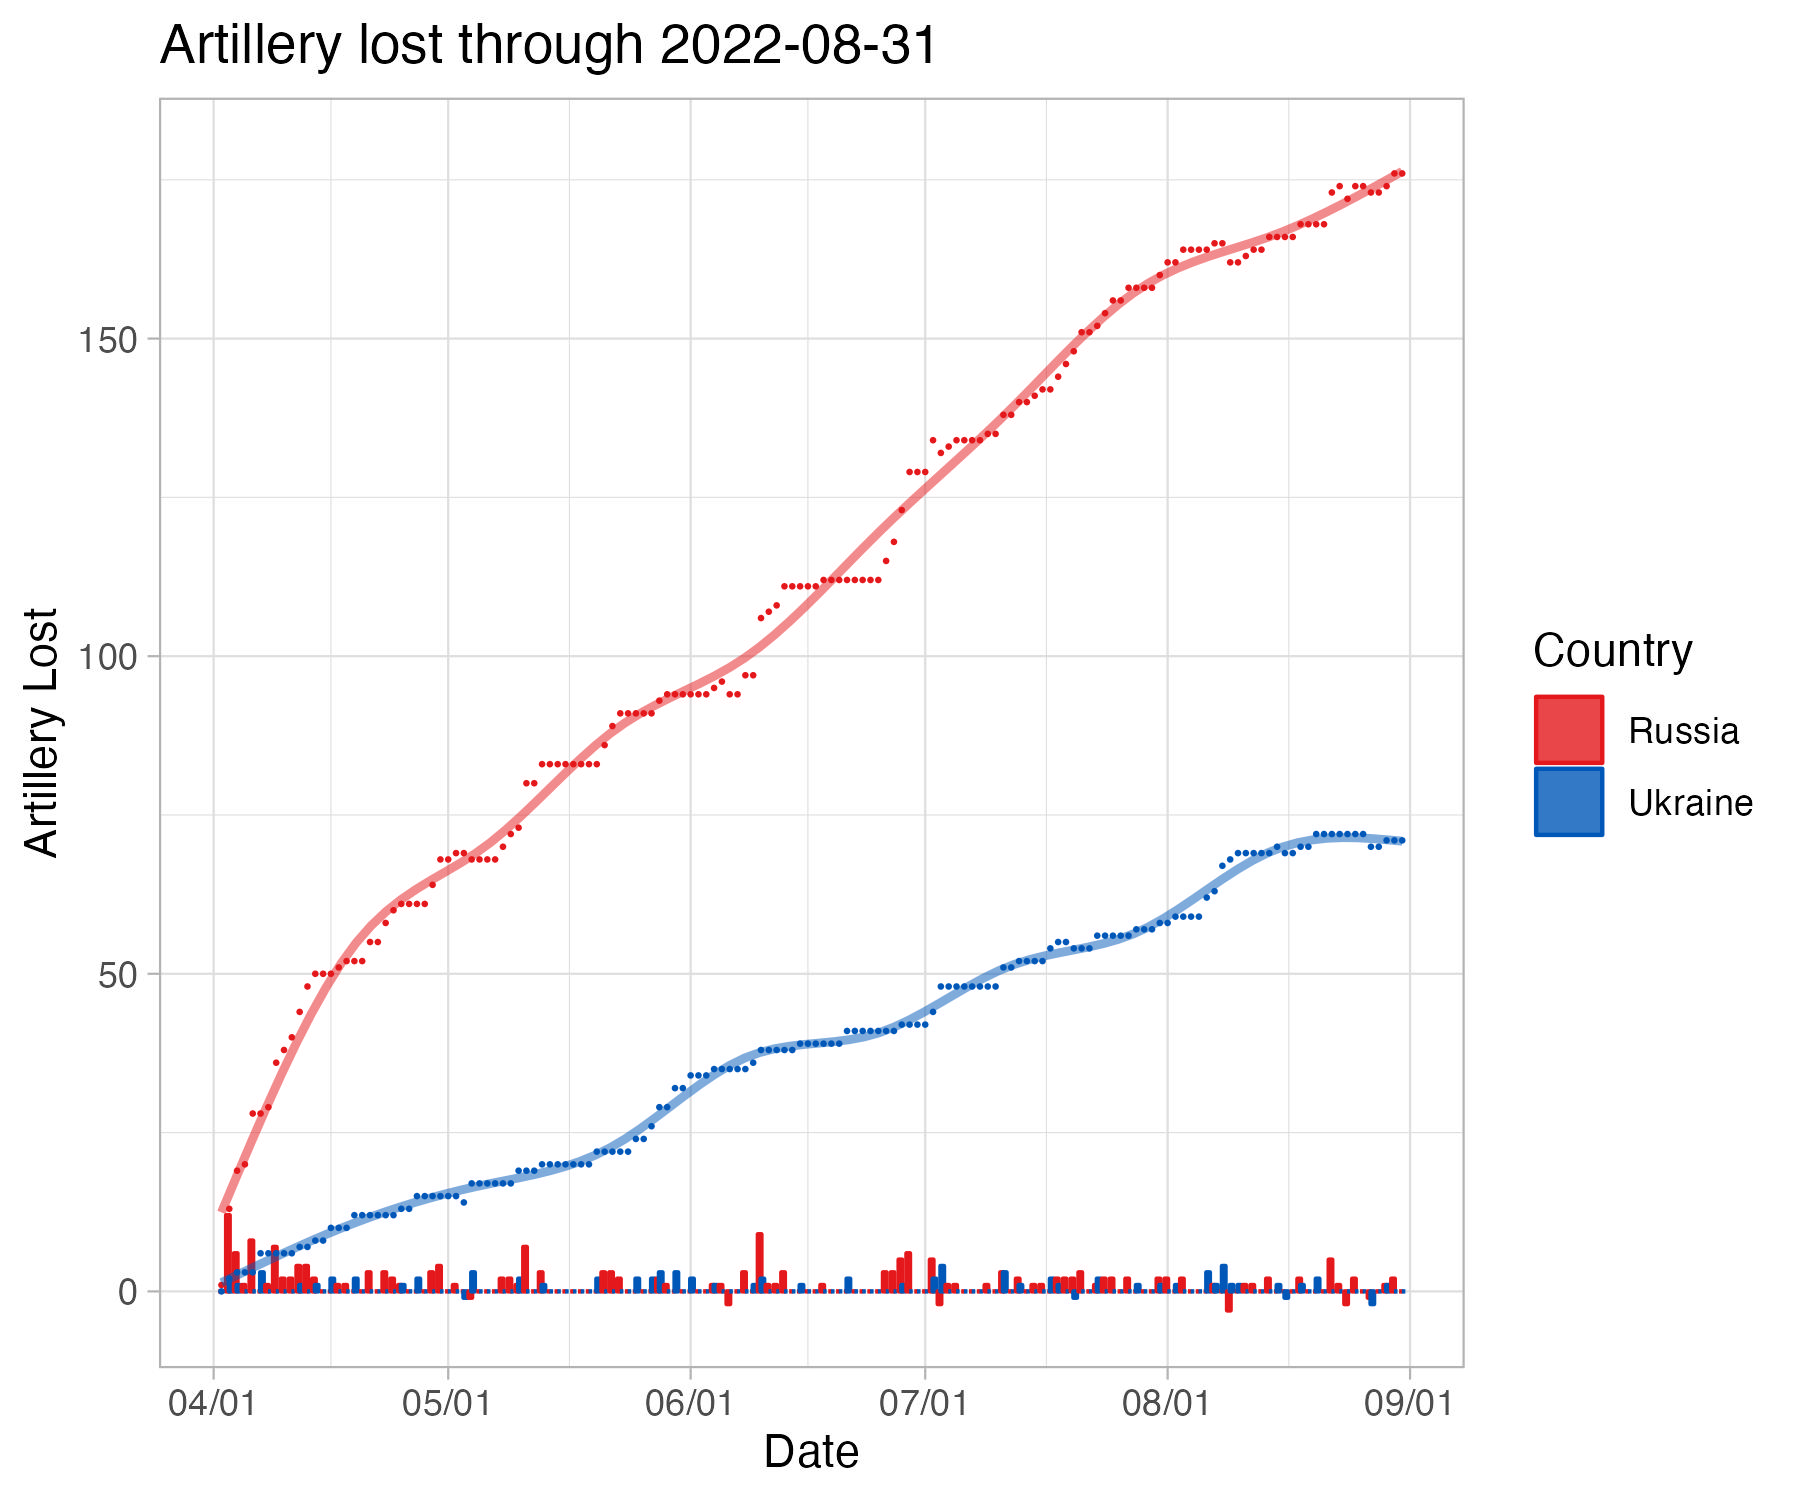 Artillery lost through 2022-08-31
Artillery Lost
150
100
50
0
04/01
05/01
06/01
07/01
08/01
09/01
Date
Country
Russia
Ukraine